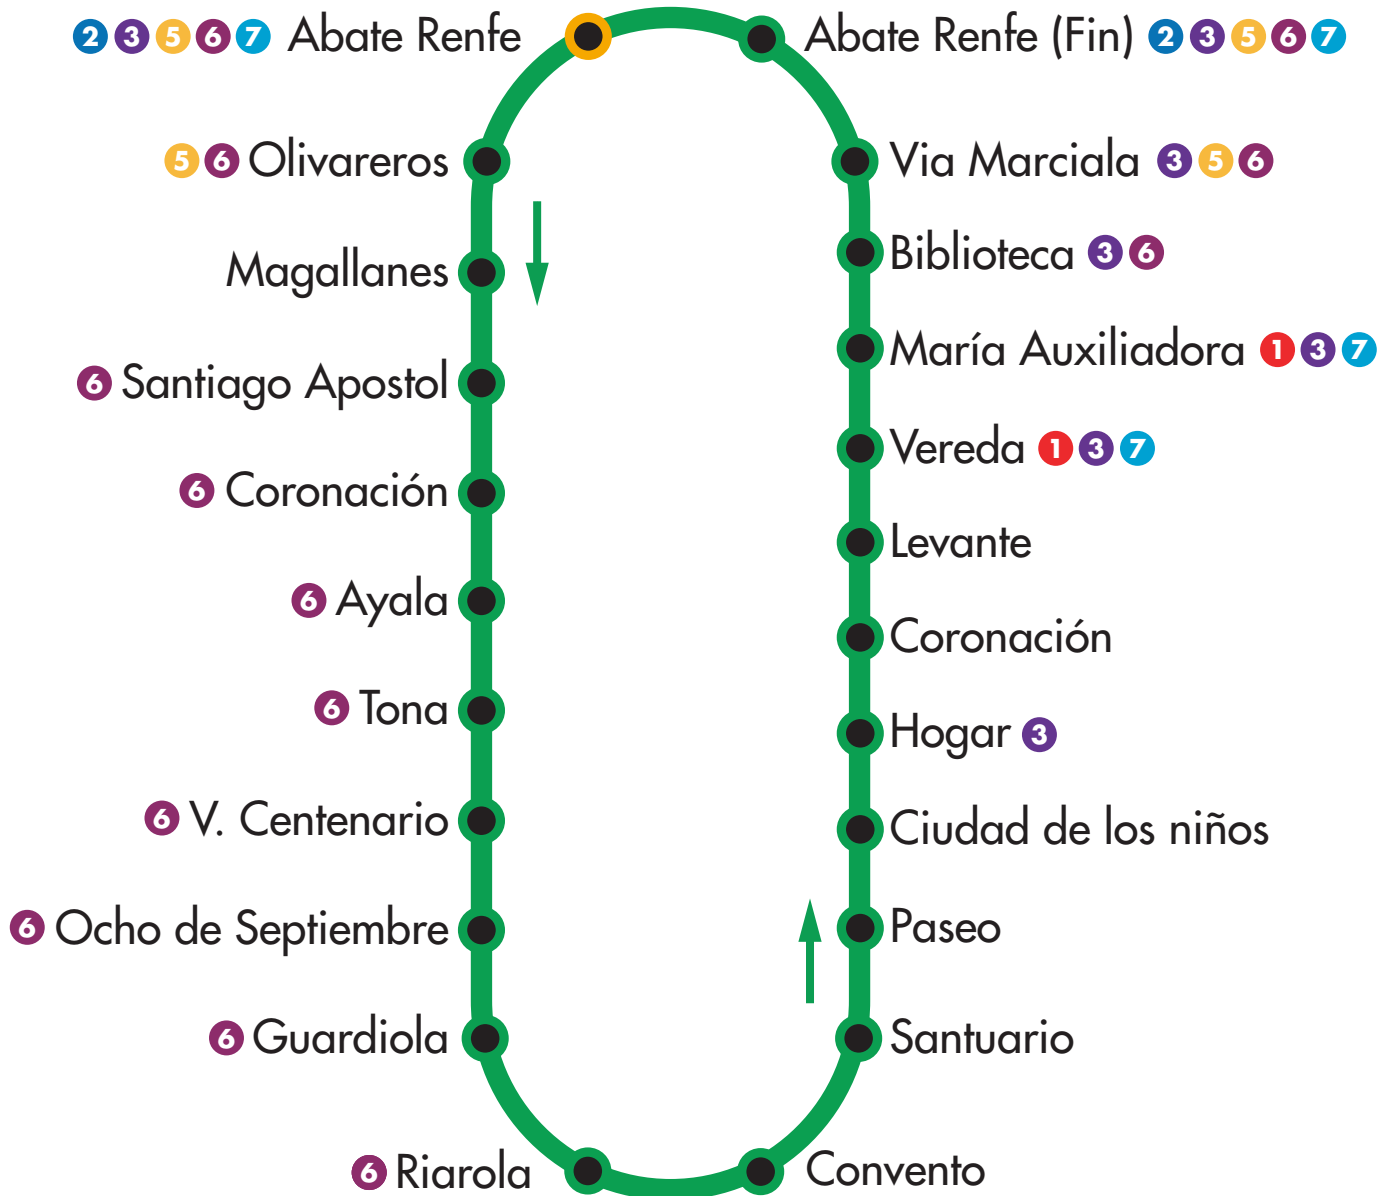 2 3 5 6 7 Abate Renfe
5 6 Olivareros
Magallanes
6 Santiago Apostol
6 Coronación
6 Ayala
6 Tona
6 V. Centenario
6 Ocho de Septiembre
6 Guardiola
6 Riarola
Abate Renfe (Fin) 2 3 5 6 7
Via Marciala 3 5 6
Biblioteca 3 6
María Auxiliadora 1 3 7
Vereda 1 3 7
Levante
Coronación
Hogar 3
Ciudad de los niños
Paseo
Santuario
Convento